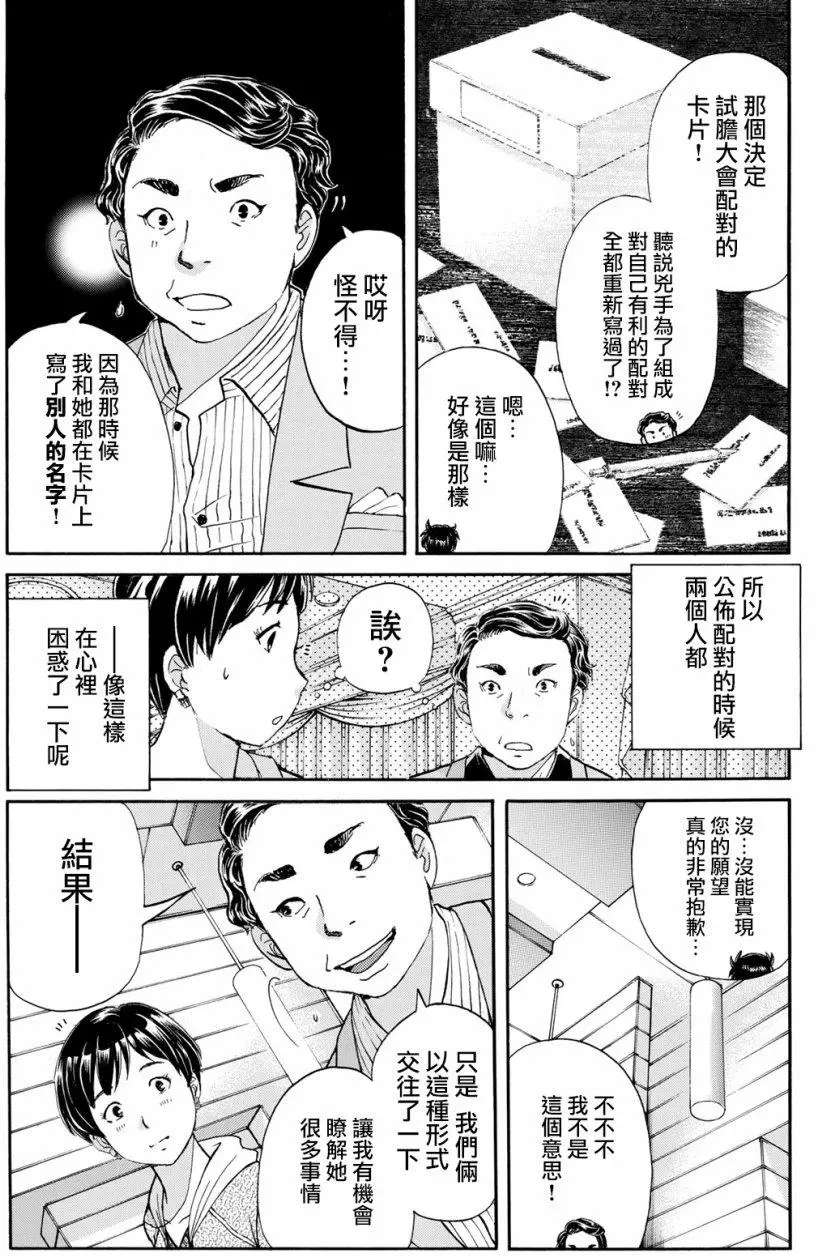 那個決定
試膽大會配對的
卡片！
聽説兇手為了組成
對自己有利的配對
全都重新寫過了!?
嗯…
這個嘛…
好像是那樣
哎呀
怪不得…！
因為那時候
我和她都在卡片上
寫了別人的名字！
所以
公佈配對的時候
兩個人都
誒？
——像這樣
在心裡
困惑了一下呢
沒…沒能實現
您的願望
真的非常抱歉…
不不不
我不是
這個意思！
只是 我們倆
以這種形式
交往了一下
讓我有機會
瞭解她
很多事情
結果——